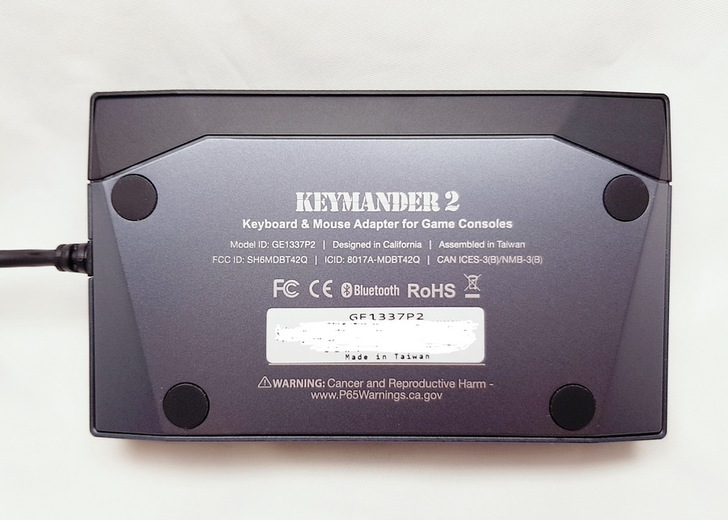 KEYMANDER 2
Keyboard & Mouse Adapter for Game Consoles
Model ID: GE1337P2 | Designed in California | Assembled in Taiwan
FCC ID: SH6MDBT42Q | ICID: 8017A-MDBT42Q | CAN ICES-3(B)/NMB-3(B)
FC CE Bluetooth RoHS
GE1337P2
Made in Taiwan
WARNING: Cancer and Reproductive Harm -
www.P65Warnings.ca.gov